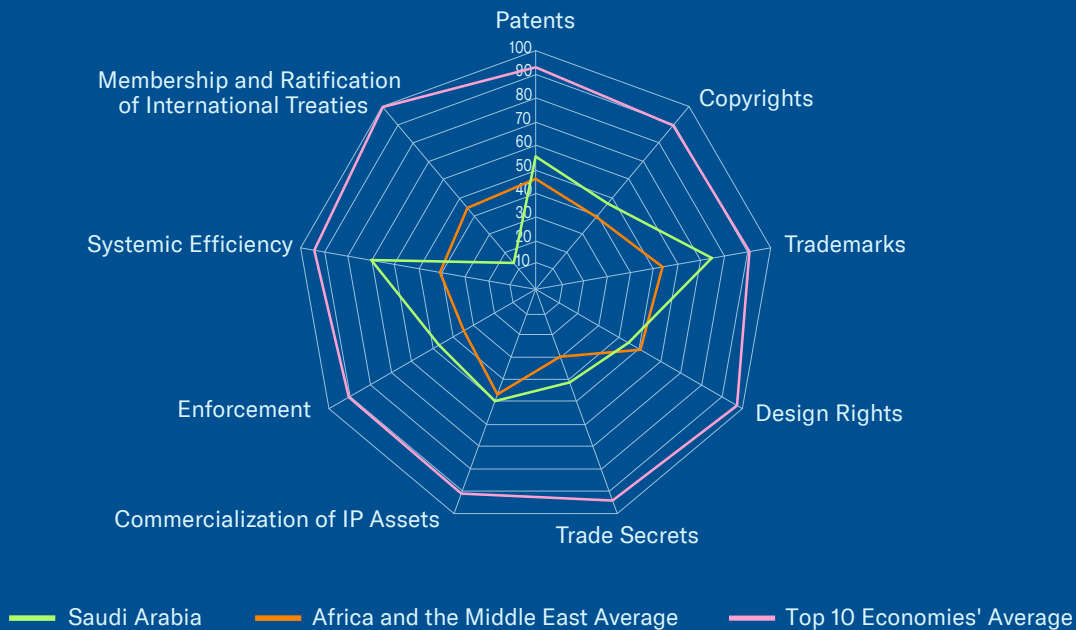 Patents
100
90
80
70
60
50
40
30
20
10
Membership and Ratification
of International Treaties
Copyrights
Systemic Efficiency
Trademarks
Enforcement
Design Rights
Commercialization of IP Assets
Trade Secrets
Saudi Arabia
Africa and the Middle East Average
Top 10 Economies' Average